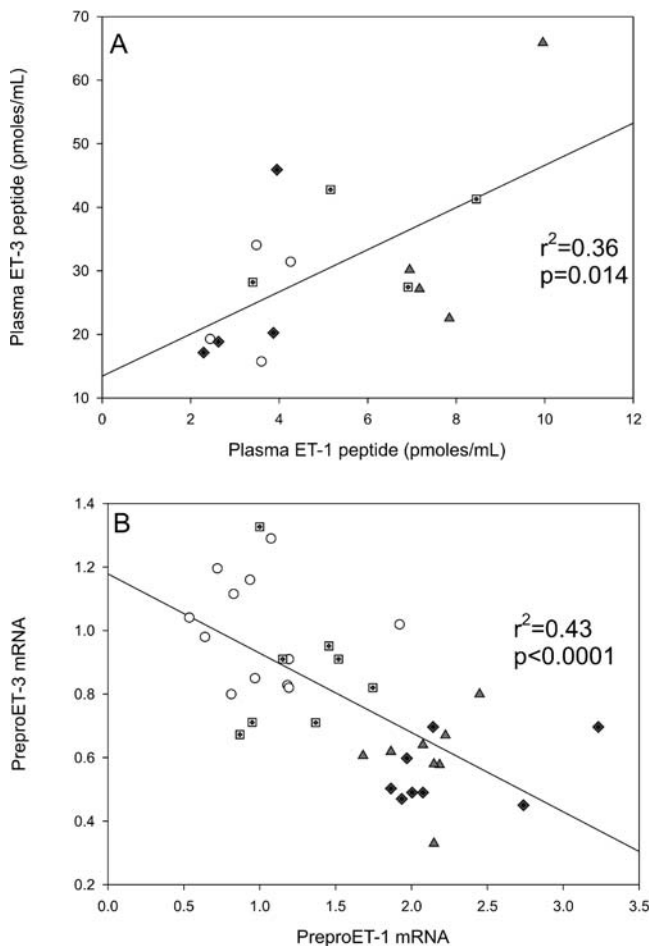 A
Plasma ET-3 peptide (pmoles/mL)
70
60
50
40
30
20
10
r²=0.36
p=0.014
0 2 4 6 8 10 12
Plasma ET-1 peptide (pmoles/mL)
B
PreproET-3 mRNA
1.4
1.2
1.0
0.8
0.6
0.4
0.2
r²=0.43
p<0.0001
0.0 0.5 1.0 1.5 2.0 2.5 3.0 3.5
PreproET-1 mRNA